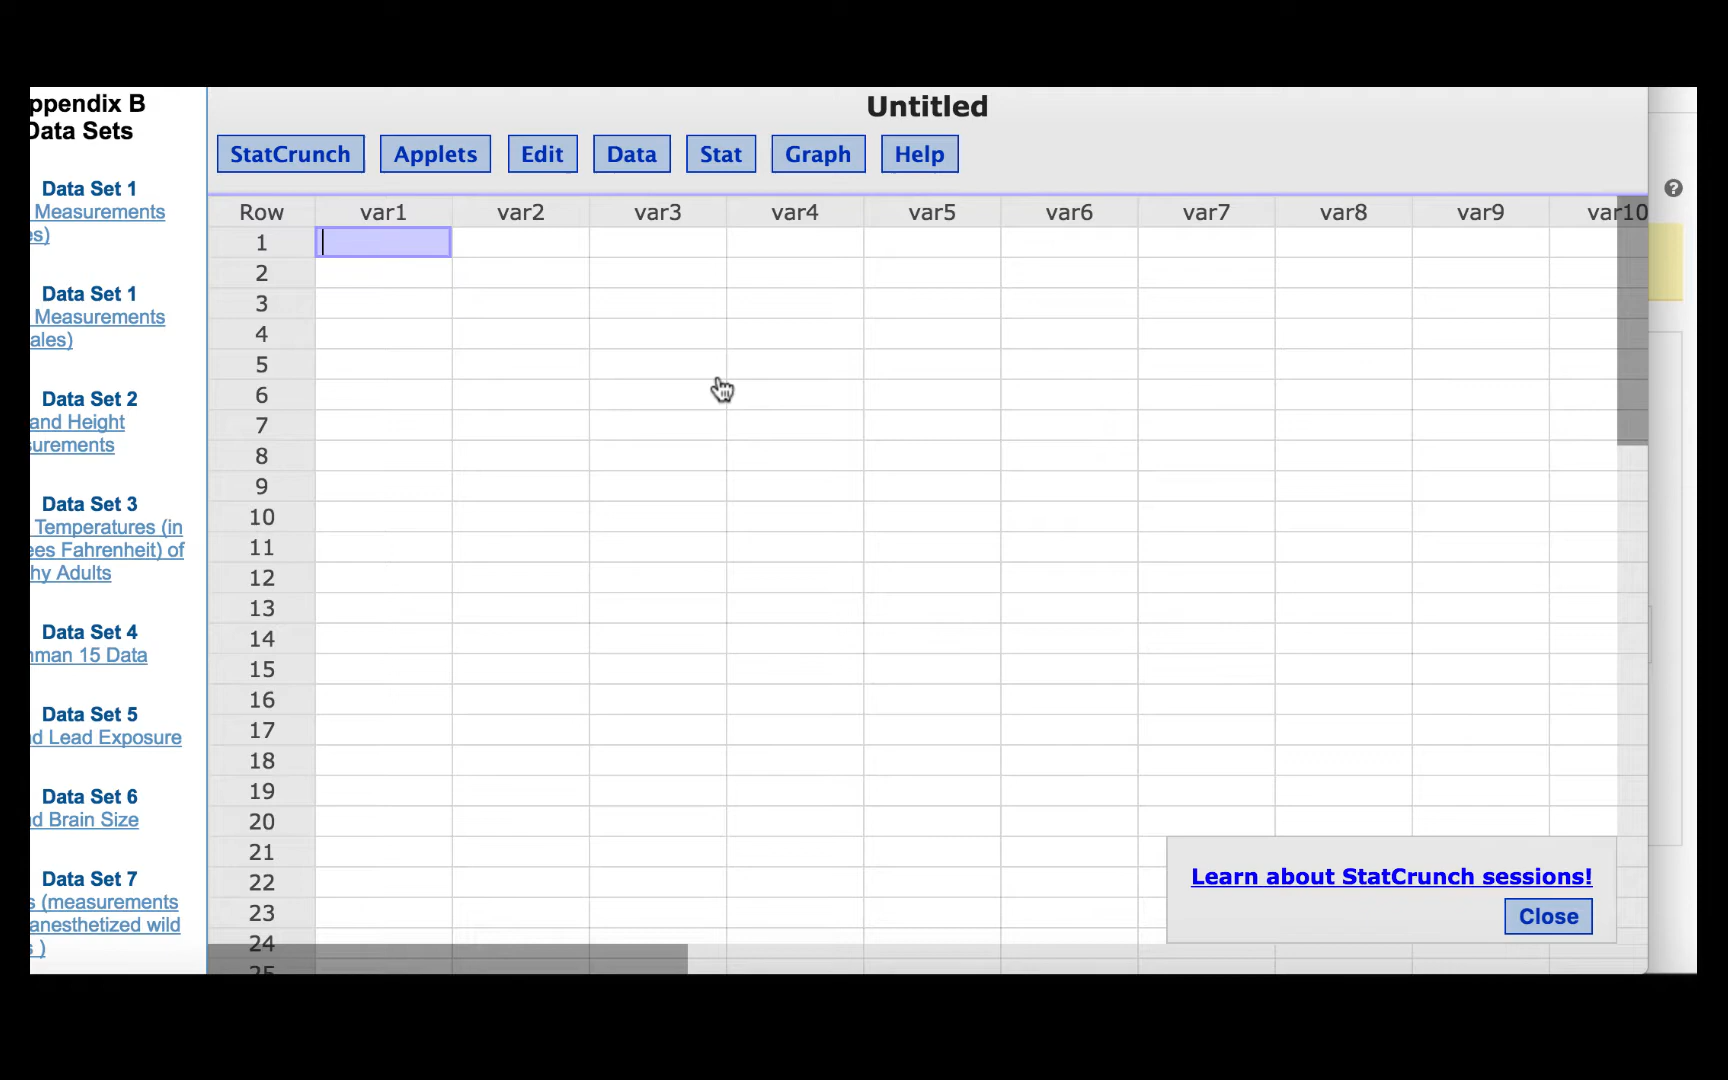 ppendix B
Data Sets
Data Set 1
Measurements
es)
Data Set 1
Measurements
ales)
Data Set 2
and Height
surements
Data Set 3
Temperatures (in
ees Fahrenheit) of
hy Adults
Data Set 4
hman 15 Data
Data Set 5
d Lead Exposure
Data Set 6
d Brain Size
Data Set 7
s (measurements
anesthetized wild
s )
Untitled
StatCrunch Applets Edit Data Stat Graph Help
Row var1 var2 var3 var4 var5 var6 var7 var8 var9 var10
1
2
3
4
5
6
7
8
9
10
11
12
13
14
15
16
17
18
19
20
21
22
23
24
25
Learn about StatCrunch sessions!
Close
?